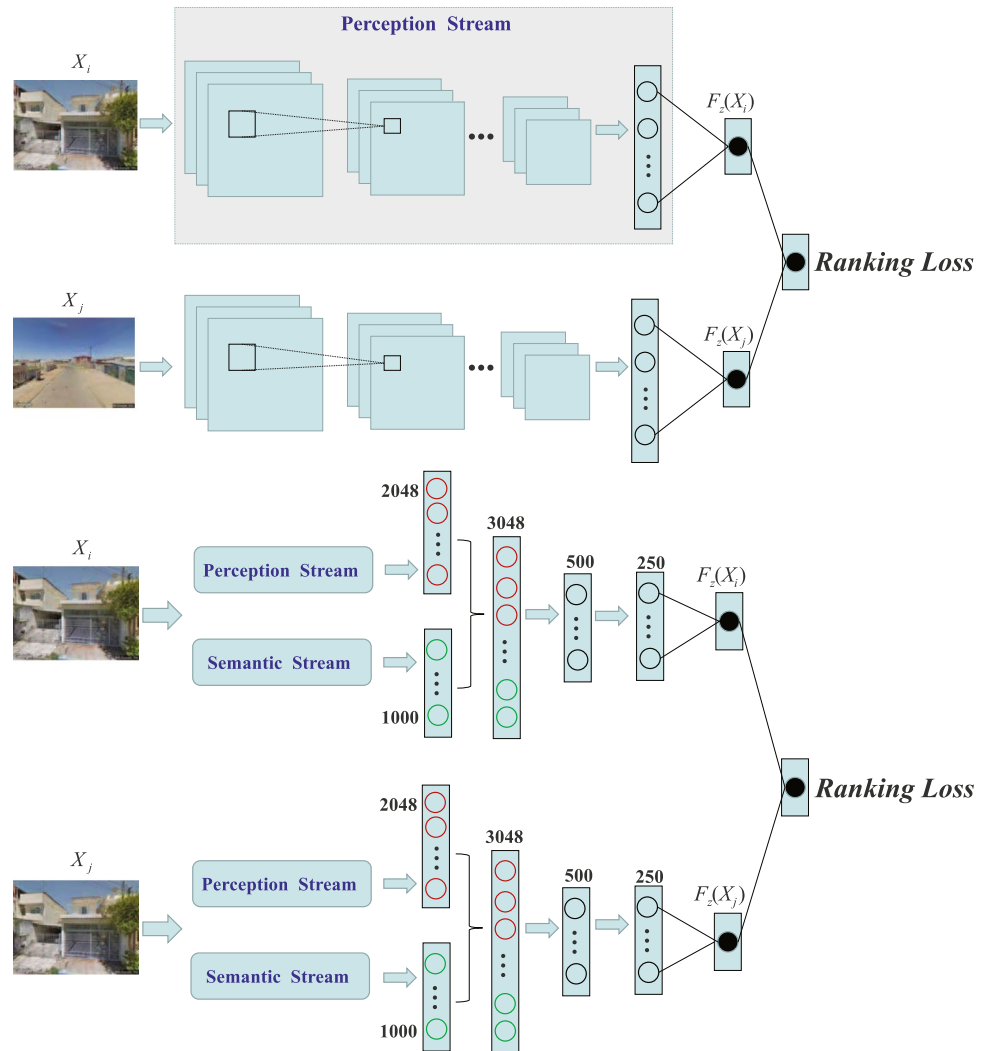 Perception Stream
X_i
F_z(X_i)
Ranking Loss
X_j
F_z(X_j)
2048
3048
X_i
500
250
Perception Stream
F_z(X_i)
Semantic Stream
1000
Ranking Loss
2048
3048
X_j
500
250
Perception Stream
F_z(X_j)
Semantic Stream
1000